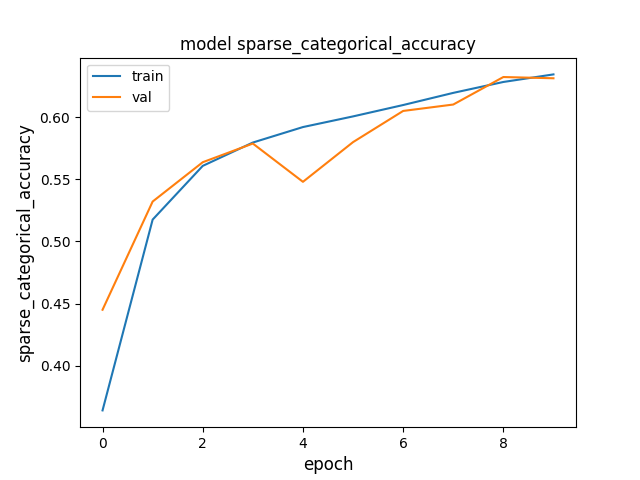 model sparse_categorical_accuracy
train
val
sparse_categorical_accuracy
0.60
0.55
0.50
0.45
0.40
0 2 4 6 8
epoch